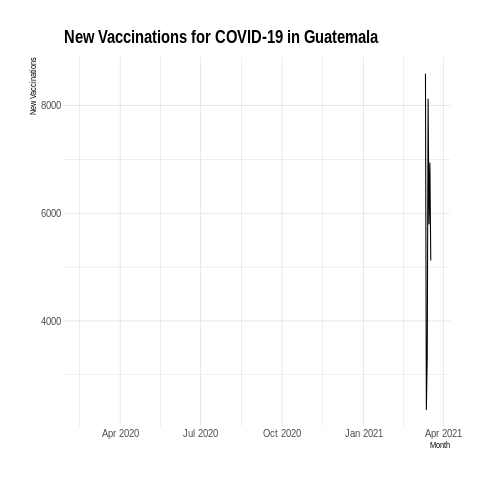 New Vaccinations for COVID-19 in Guatemala
New Vaccinations
8000
6000
4000
Apr 2020
Jul 2020
Oct 2020
Jan 2021
Apr 2021
Month